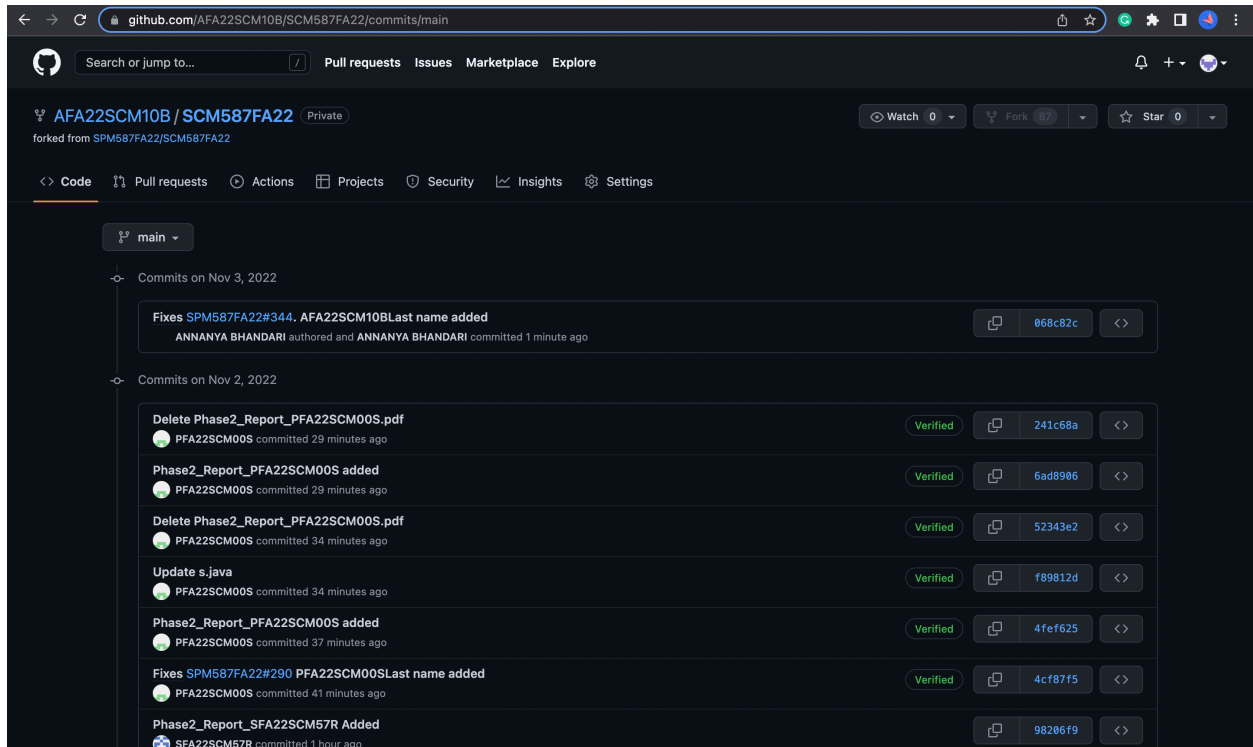 github.com/AFA22SCM10B/SCM587FA22/commits/main
Search or jump to... / Pull requests Issues Marketplace Explore
AFA22SCM10B / SCM587FA22 Private Watch 0 Fork 87 Star 0
forked from SPM587FA22/SCM587FA22
Code Pull requests Actions Projects Security Insights Settings
main
Commits on Nov 3, 2022
Fixes SPM587FA22#344. AFA22SCM10BLast name added
068c82c
ANNANYA BHANDARI authored and ANNANYA BHANDARI committed 1 minute ago
Commits on Nov 2, 2022
Delete Phase2_Report_PFA22SCM00S.pdf
Verified 241c68a
PFA22SCM00S committed 29 minutes ago
Phase2_Report_PFA22SCM00S added
Verified 6ad8906
PFA22SCM00S committed 29 minutes ago
Delete Phase2_Report_PFA22SCM00S.pdf
Verified 52343e2
PFA22SCM00S committed 34 minutes ago
Update s.java
Verified f89812d
PFA22SCM00S committed 34 minutes ago
Phase2_Report_PFA22SCM00S added
Verified 4fef625
PFA22SCM00S committed 37 minutes ago
Fixes SPM587FA22#290 PFA22SCM00SLast name added
Verified 4cf87f5
PFA22SCM00S committed 41 minutes ago
Phase2_Report_SFA22SCM57R Added
98206f9
SFA22SCM57R committed 1 hour ago